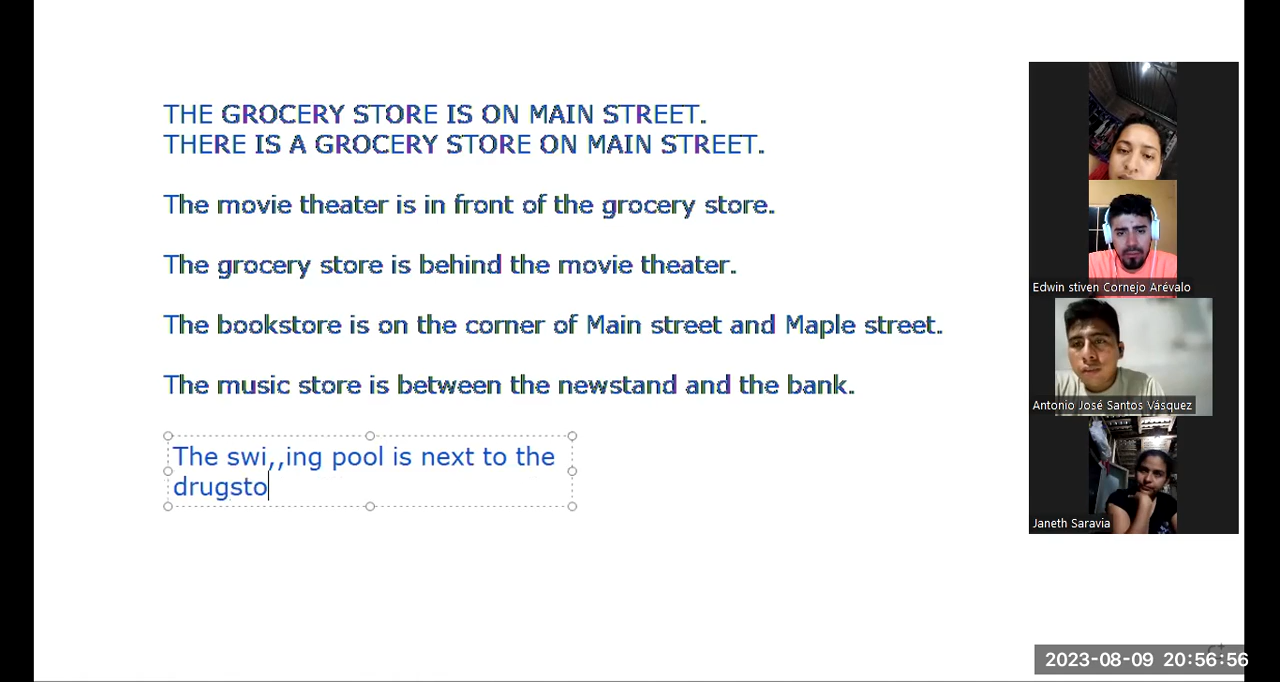 THE GROCERY STORE IS ON MAIN STREET.
THERE IS A GROCERY STORE ON MAIN STREET.
The movie theater is in front of the grocery store.
The grocery store is behind the movie theater.
The bookstore is on the corner of Main street and Maple street.
The music store is between the newstand and the bank.
The swi,,ing pool is next to the
drugsto
Edwin stiven Cornejo Arévalo
Antonio José Santos Vásquez
Janeth Saravia
2023-08-09 20:56:56